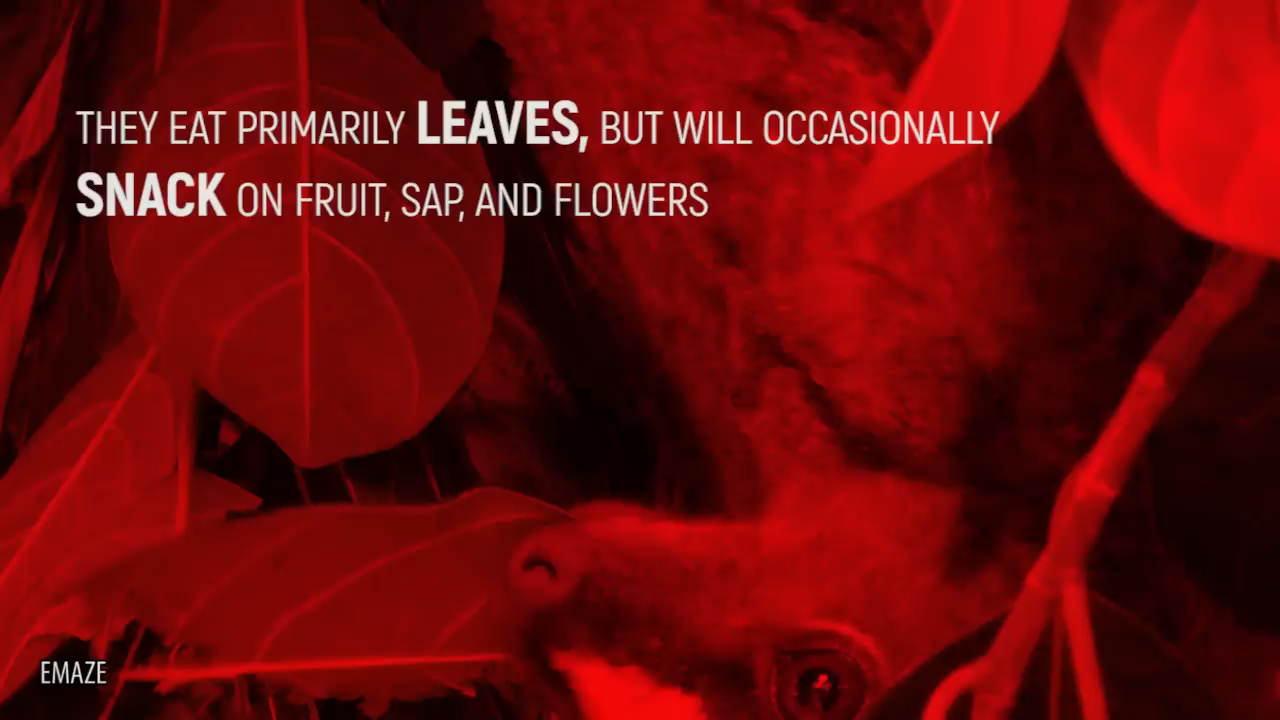 THEY EAT PRIMARILY LEAVES, BUT WILL OCCASIONALLY
SNACK ON FRUIT, SAP, AND FLOWERS
EMAZE